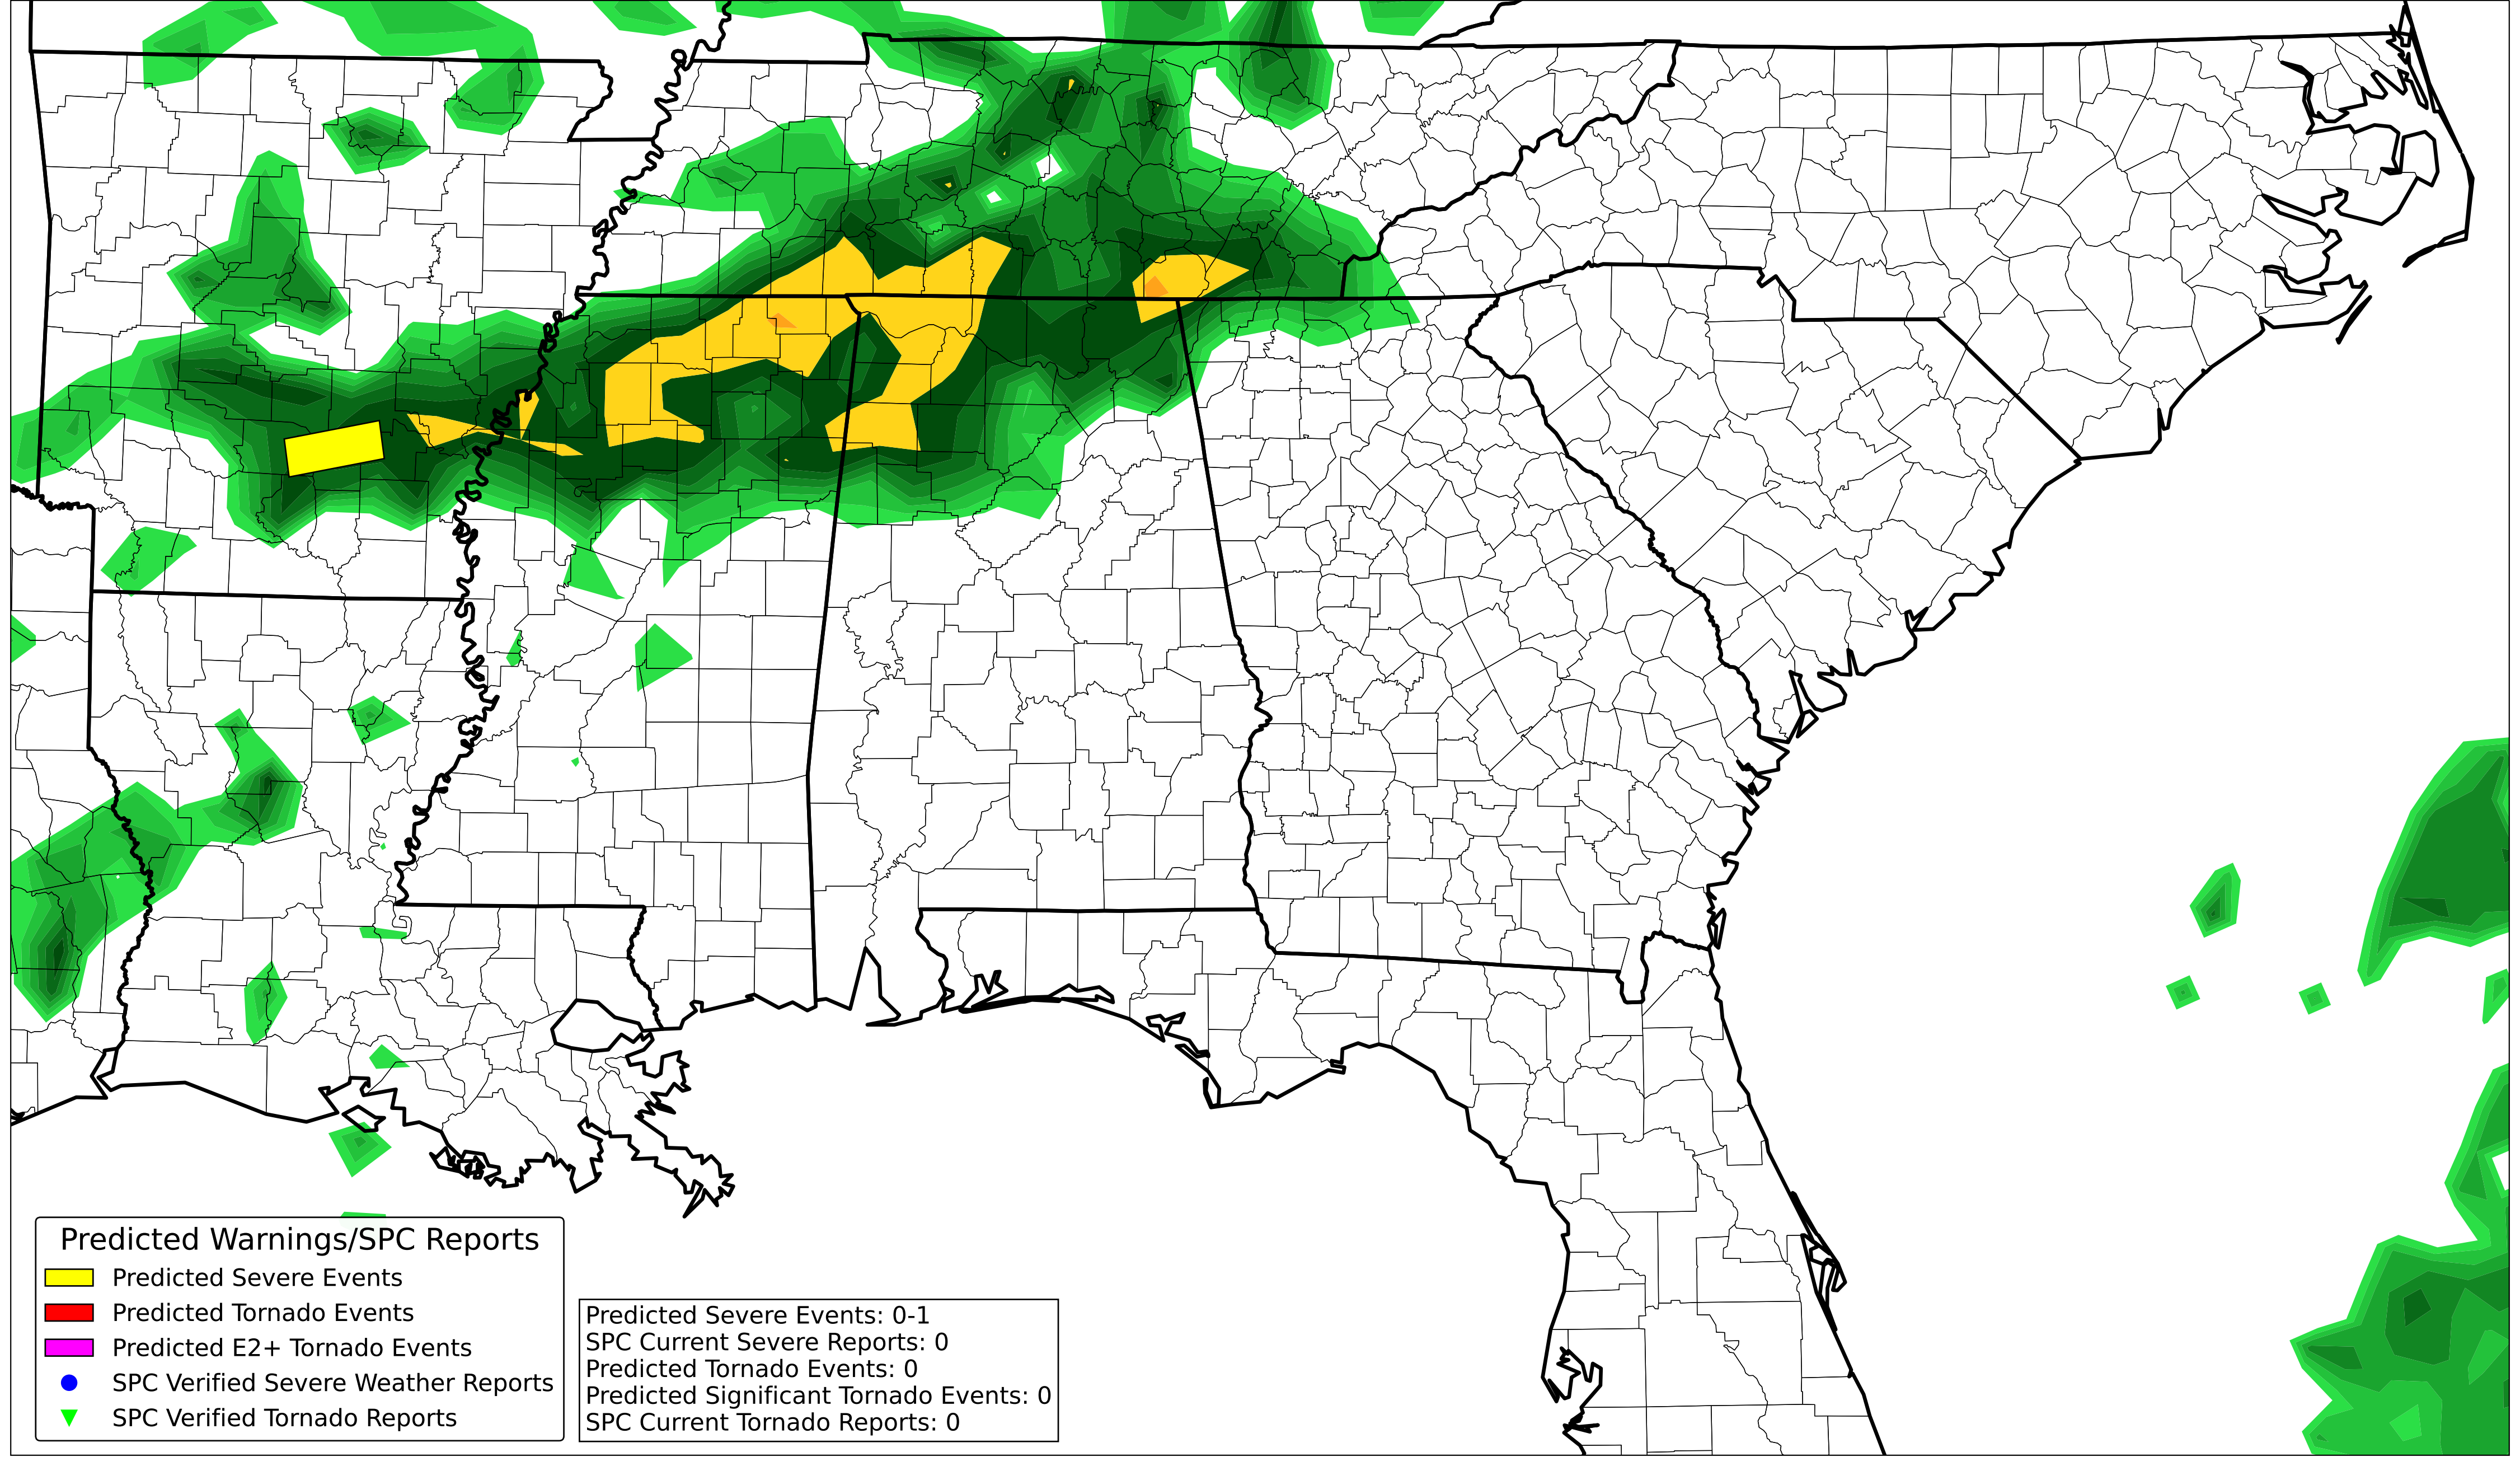 Predicted Warnings/SPC Reports
Predicted Severe Events
Predicted Tornado Events
Predicted E2+ Tornado Events
SPC Verified Severe Weather Reports
SPC Verified Tornado Reports
Predicted Severe Events: 0-1
SPC Current Severe Reports: 0
Predicted Tornado Events: 0
Predicted Significant Tornado Events: 0
SPC Current Tornado Reports: 0